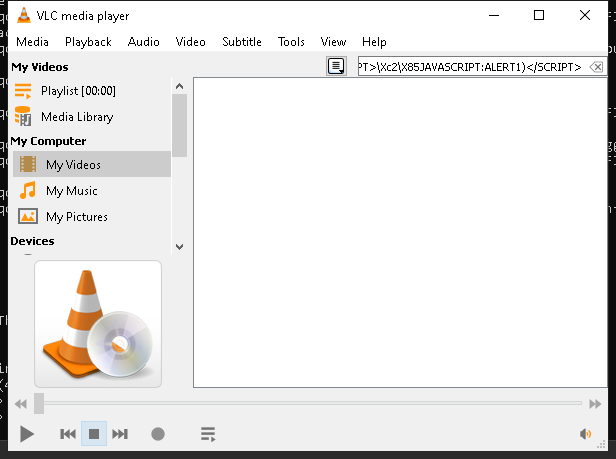 VLC media player
Media Playback Audio Video Subtitle Tools View Help
My Videos
PT>\Xc2\X85JAVASCRIPT:ALERT1)</SCRIPT>
Playlist [00:00]
Media Library
My Computer
My Videos
My Music
My Pictures
Devices